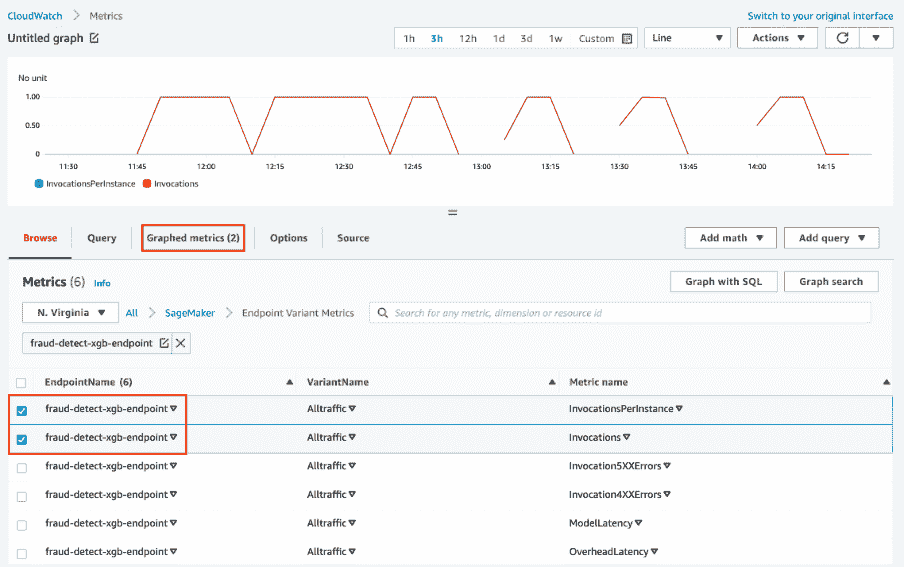 CloudWatch > Metrics Switch to your original interface
Untitled graph 1h 3h 12h 1d 3d 1w Custom Line Actions
No unit
1.00
0.50
0
11:30 11:45 12:00 12:15 12:30 12:45 13:00 13:15 13:30 13:45 14:00 14:15
InvocationsPerInstance Invocations
Browse Query Graphed metrics (2) Options Source Add math Add query
Metrics (6) Info Graph with SQL Graph search
N. Virginia All > SageMaker > Endpoint Variant Metrics Search for any metric, dimension or resource id
fraud-detect-xgb-endpoint
EndpointName (6) VariantName Metric name
fraud-detect-xgb-endpoint Alltraffic InvocationsPerInstance
fraud-detect-xgb-endpoint Alltraffic Invocations
fraud-detect-xgb-endpoint Alltraffic Invocation5XXErrors
fraud-detect-xgb-endpoint Alltraffic Invocation4XXErrors
fraud-detect-xgb-endpoint Alltraffic ModelLatency
fraud-detect-xgb-endpoint Alltraffic OverheadLatency